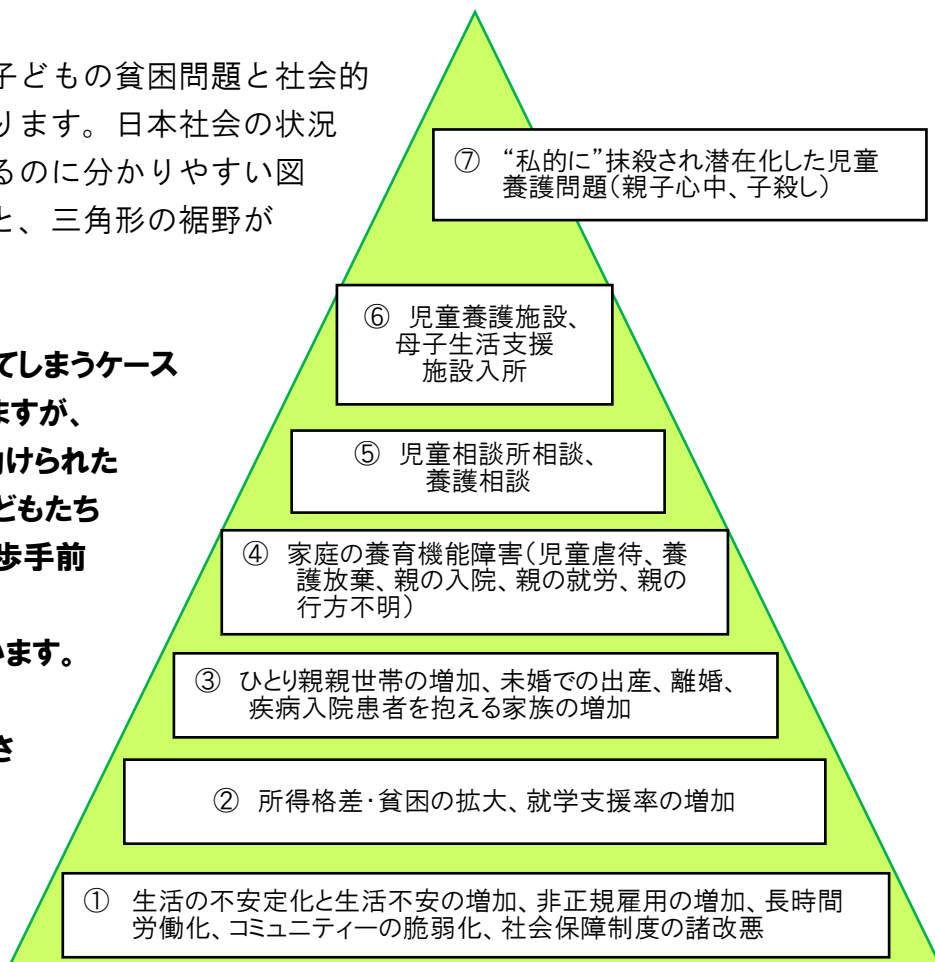 子どもの貧困問題と社会的
ります。日本社会の状況
るのに分かりやすい図
と、三角形の裾野が
てしまうケース
ますが、
けられた
どもたち
歩手前
います。
さ
⑦ “私的に”抹殺され潜在化した児童
養護問題(親子心中、子殺し)
⑥ 児童養護施設、
母子生活支援
施設入所
⑤ 児童相談所相談、
養護相談
④ 家庭の養育機能障害(児童虐待、養
護放棄、親の入院、親の就労、親の
行方不明)
③ ひとり親親世帯の増加、未婚での出産、離婚、
疾病入院患者を抱える家族の増加
② 所得格差・貧困の拡大、就学支援率の増加
① 生活の不安定化と生活不安の増加、非正規雇用の増加、長時間
労働化、コミュニティーの脆弱化、社会保障制度の諸改悪